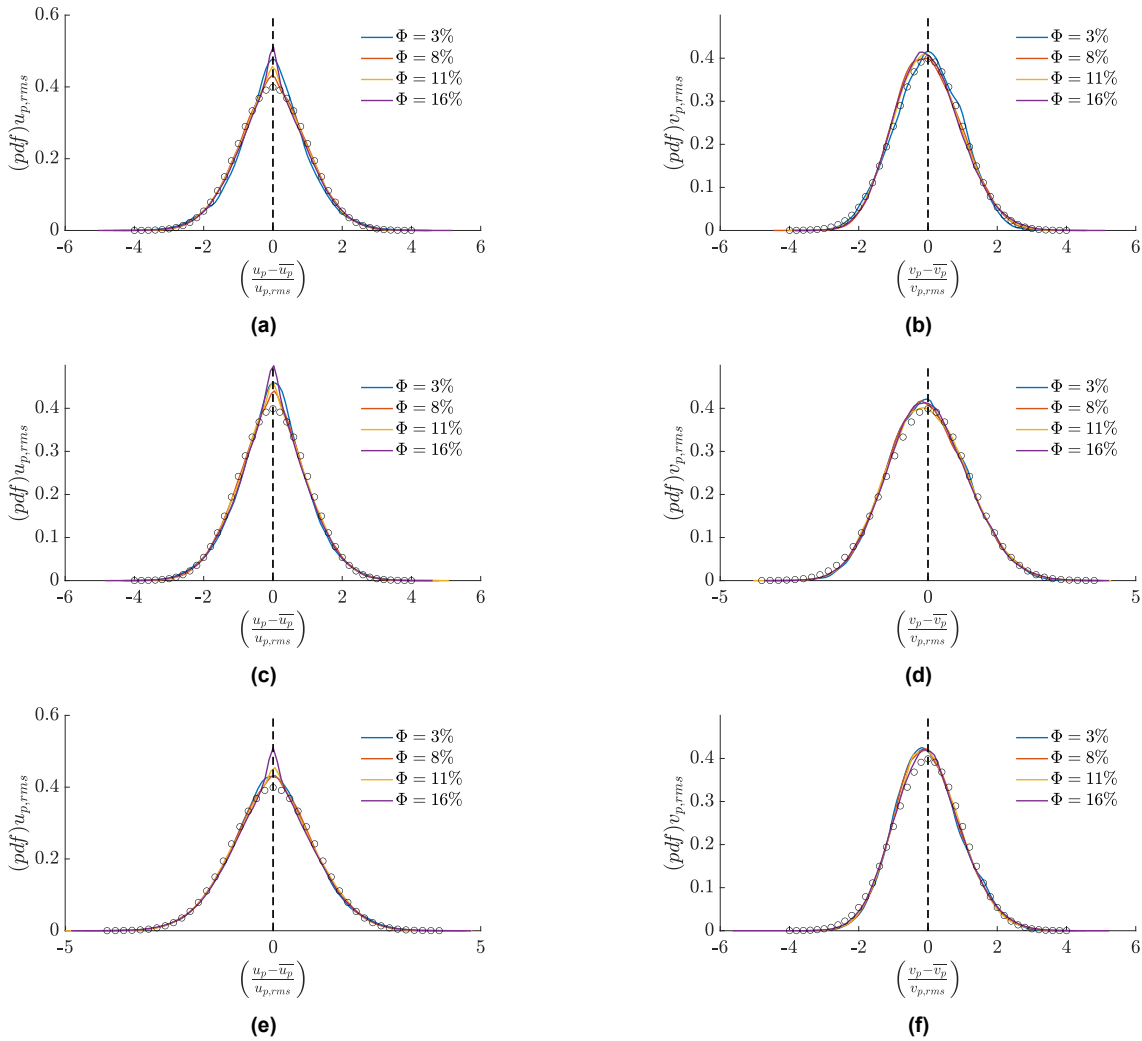 0.6
0.4
0.2
0
(pdf)u_{p,rms}
Φ = 3%
Φ = 8%
Φ = 11%
Φ = 16%
-6 -4 -2 0 2 4 6
(u_p − \overline{u_p} / u_{p,rms})
(a)
0.4
0.3
0.2
0.1
0
(pdf)v_{p,rms}
Φ = 3%
Φ = 8%
Φ = 11%
Φ = 16%
-6 -4 -2 0 2 4 6
(v_p − \overline{v_p} / v_{p,rms})
(b)
0.4
0.3
0.2
0.1
0
(pdf)u_{p,rms}
Φ = 3%
Φ = 8%
Φ = 11%
Φ = 16%
-6 -4 -2 0 2 4 6
(u_p − \overline{u_p} / u_{p,rms})
(c)
0.4
0.3
0.2
0.1
0
(pdf)v_{p,rms}
Φ = 3%
Φ = 8%
Φ = 11%
Φ = 16%
-5 0 5
(v_p − \overline{v_p} / v_{p,rms})
(d)
0.6
0.4
0.2
0
(pdf)u_{p,rms}
Φ = 3%
Φ = 8%
Φ = 11%
Φ = 16%
-5 0 5
(u_p − \overline{u_p} / u_{p,rms})
(e)
0.4
0.3
0.2
0.1
0
(pdf)v_{p,rms}
Φ = 3%
Φ = 8%
Φ = 11%
Φ = 16%
-6 -4 -2 0 2 4 6
(v_p − \overline{v_p} / v_{p,rms})
(f)